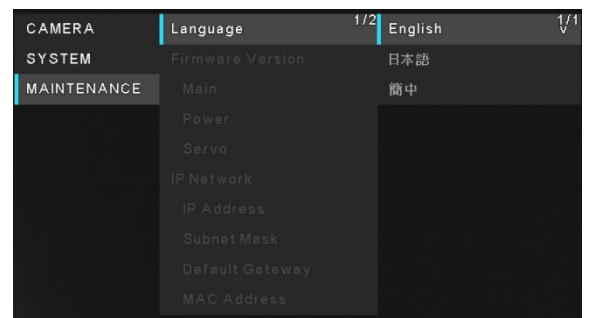 CAMERA
SYSTEM
MAINTENANCE
Language 1/2
Firmware Version
Main
Power
Servo
IP Network
IP Address
Subnet Mask
Default Gateway
MAC Address
English 1/1
日本語
簡中